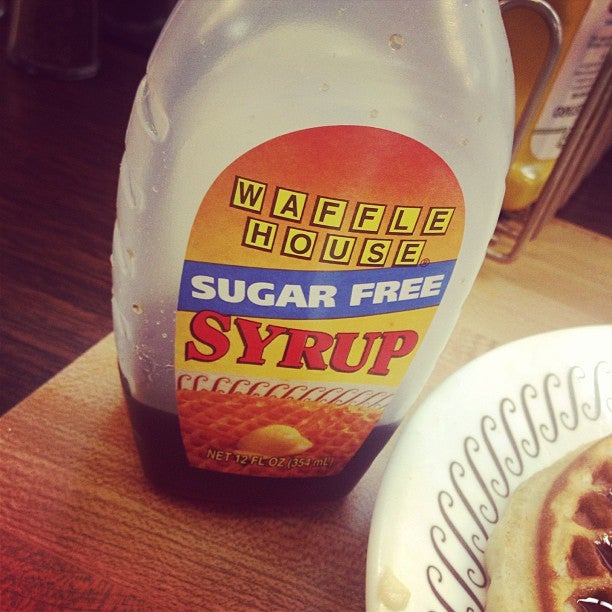 WAFFLE
HOUSE®
SUGAR FREE
SYRUP
NET 12 FL OZ (354 mL)